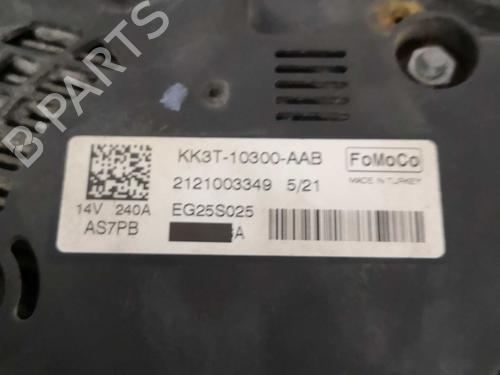 B-PARTS
KK3T-10300-AAB
FoMoCo
MADE IN TURKEY
2121003349 5/21
14V 240A
EG25S025
AS7PB
A